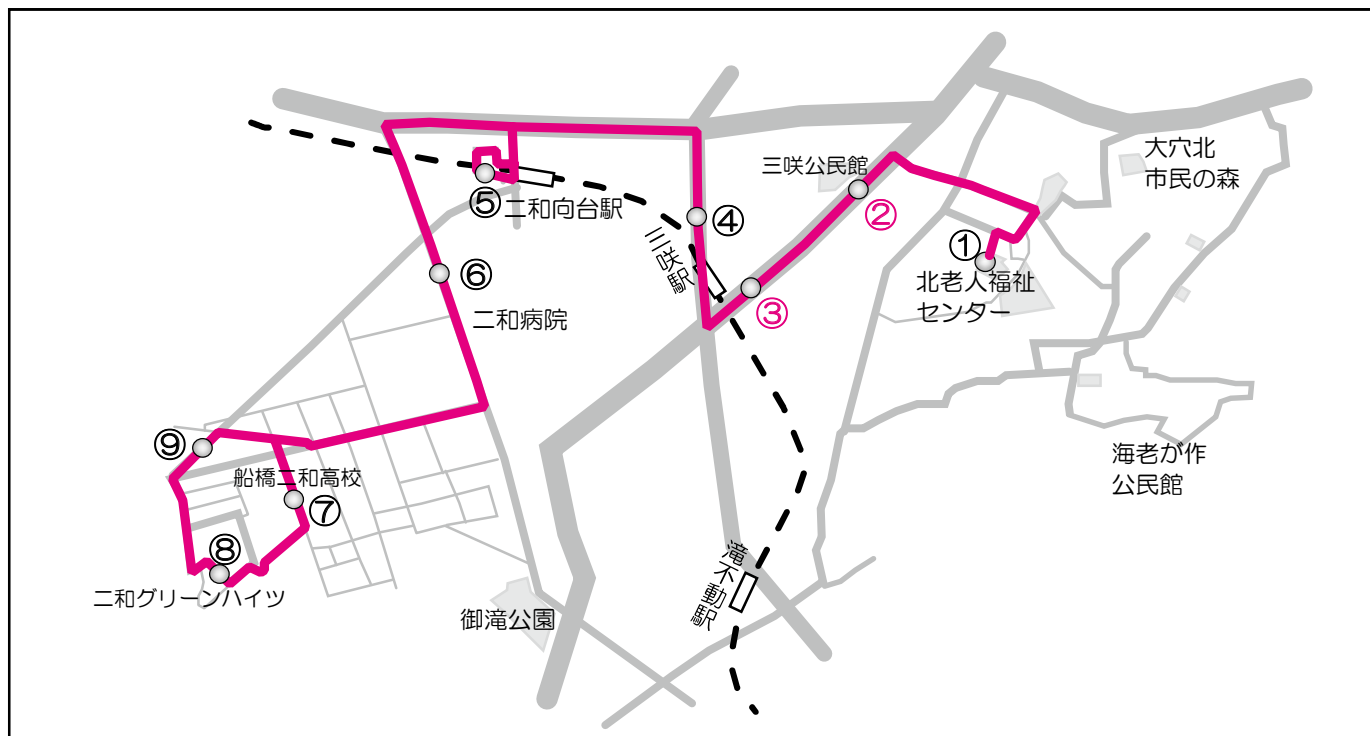 三咲公民館
大穴北
市民の森
②
①
⑤
二和向台駅
④
三咲駅
⑥
北老人福祉
センター
③
二和病院
⑨
船橋二和高校
⑦
海老が作
公民館
⑧
二和グリーンハイツ
御滝公園
滝不動駅